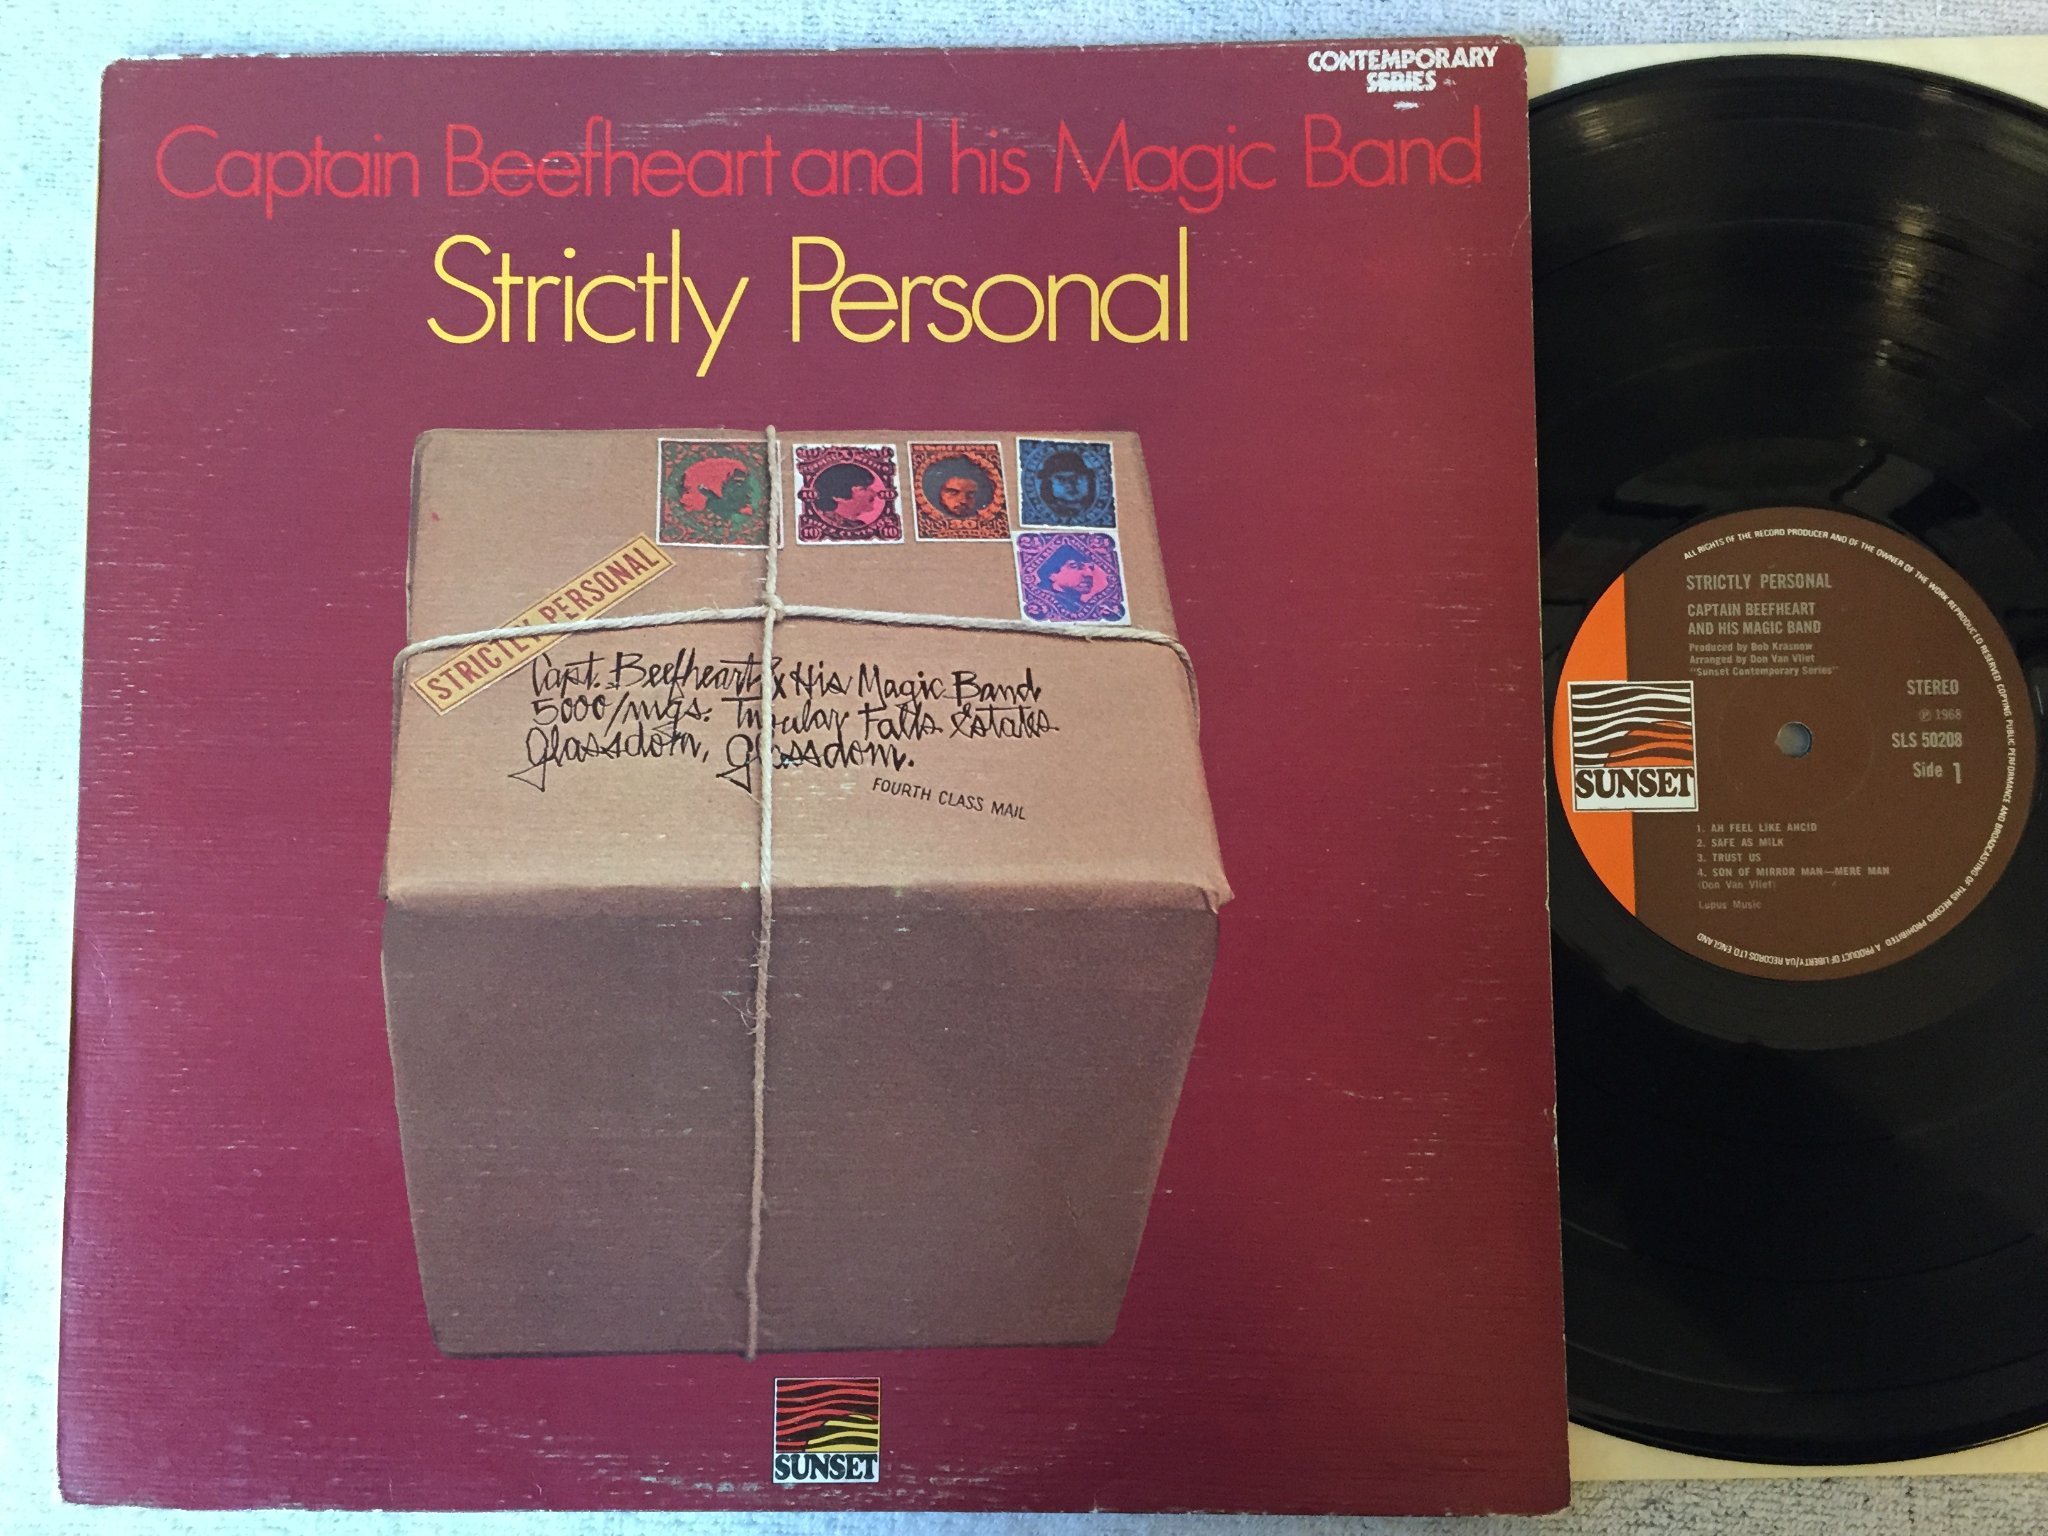 CONTEMPORARY
SERIES
Captain Beefheart and his Magic Band
Strictly Personal
STRICTLY PERSONAL
Capt. Beefheart & His Magic Band
5000/mgs. Tubular Falls Estates
Glassdom, Glassdom.
FOURTH CLASS MAIL
SUNSET
ALL RIGHTS OF THE RECORD PRODUCER AND OF THE OWNER OF THE WORK REPRODUCED RESERVED COPYING PUBLIC PERFORMANCE AND BROADCASTING OF THIS RECORD PROHIBITED A PRODUCT OF LIBERTY/UA RECORDS LTD ENGLAND
STRICTLY PERSONAL
CAPTAIN BEEFHEART
AND HIS MAGIC BAND
Produced by Bob Krasnow
Arranged by Don Van Vliet
"Sunset Contemporary Series"
STEREO
℗ 1968
SLS 50208
Side 1
SUNSET
1. AH FEEL LIKE AHCID
2. SAFE AS MILK
3. TRUST US
4. SON OF MIRROR MAN—MERE MAN
(Don Van Vliet)
Lupus Music